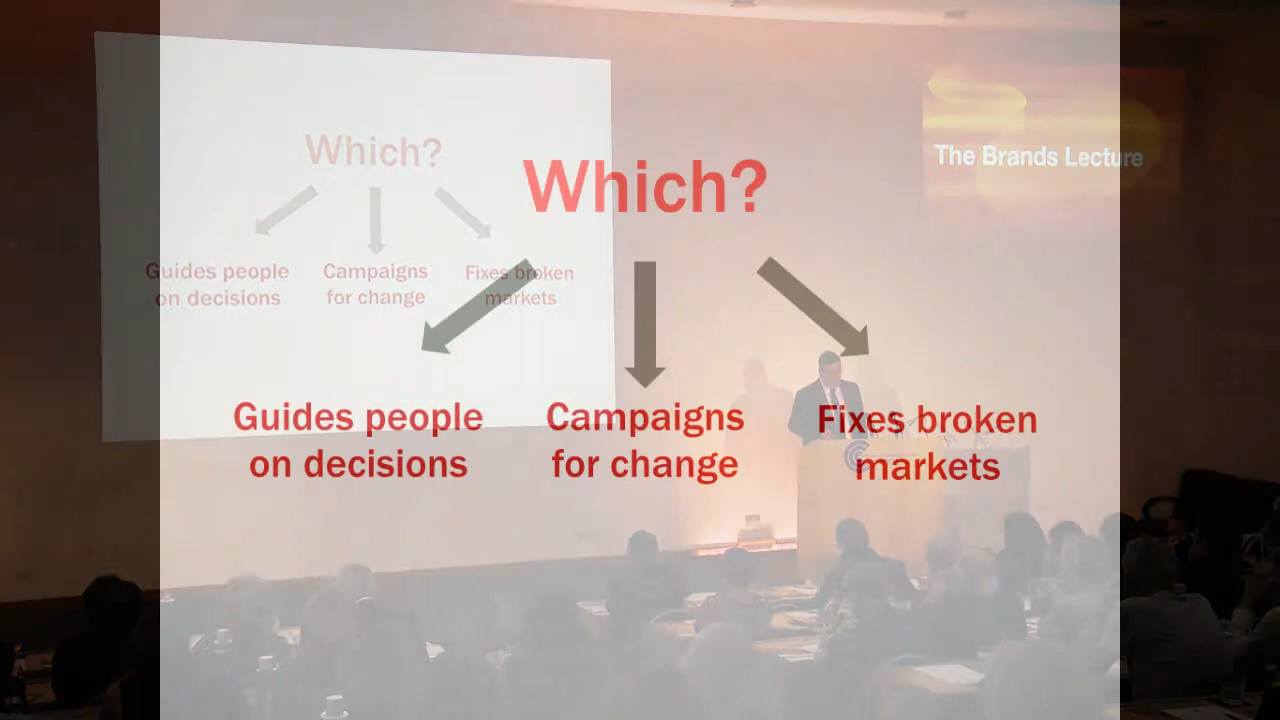 Which?
Guides people
on decisions
Campaigns
for change
Fixes broken
markets
The Brands Lecture
Which?
Guides people
on decisions
Campaigns
for change
Fixes broken
markets